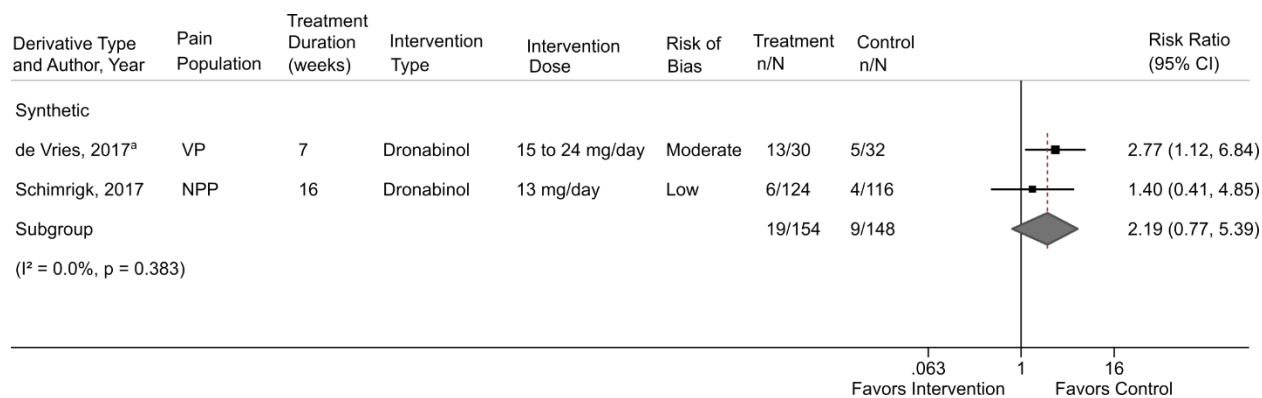 Derivative Type and Author, Year	Pain Population	Treatment Duration (weeks)	Intervention Type	Intervention Dose	Risk of Bias	Treatment n/N	Control n/N	Risk Ratio (95% CI)
Synthetic
de Vries, 2017ᵃ	VP	7	Dronabinol	15 to 24 mg/day	Moderate	13/30	5/32	2.77 (1.12, 6.84)
Schimrigk, 2017	NPP	16	Dronabinol	13 mg/day	Low	6/124	4/116	1.40 (0.41, 4.85)
Subgroup	19/154	9/148	2.19 (0.77, 5.39)
(I² = 0.0%, p = 0.383)
.063	1	16
Favors Intervention	Favors Control